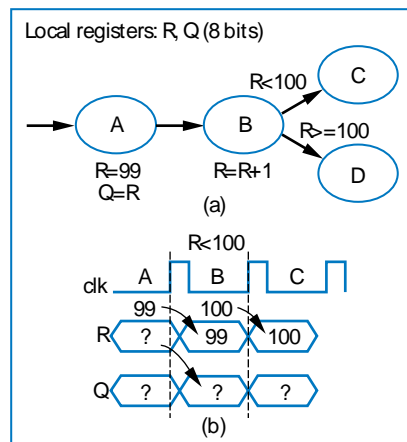 Local registers: R, Q (8 bits)
C
R<100
A
B
R>=100
D
R=99
Q=R
R=R+1
(a)
R<100
A
B
C
clk
99
100
R
?
99
100
Q
?
?
?
(b)